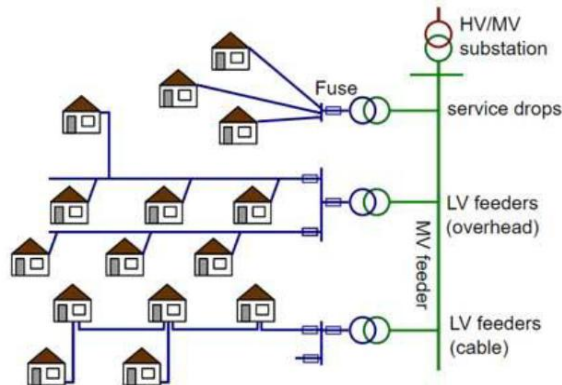 HV/MV
substation
Fuse
service drops
LV feeders
(overhead)
MV feeder
LV feeders
(cable)